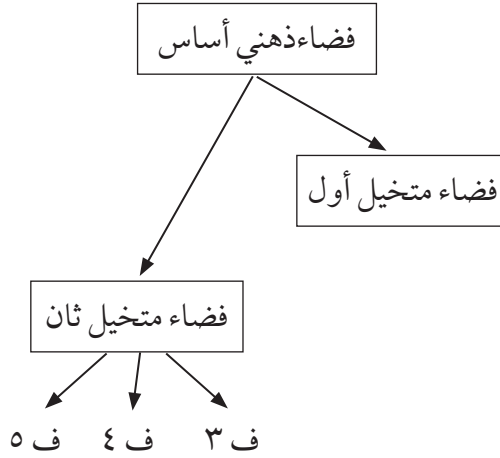 فضاءذهني أساس
فضاء متخيل أول
فضاء متخيل ثان
ف ٣ ف ٤ ف ٥